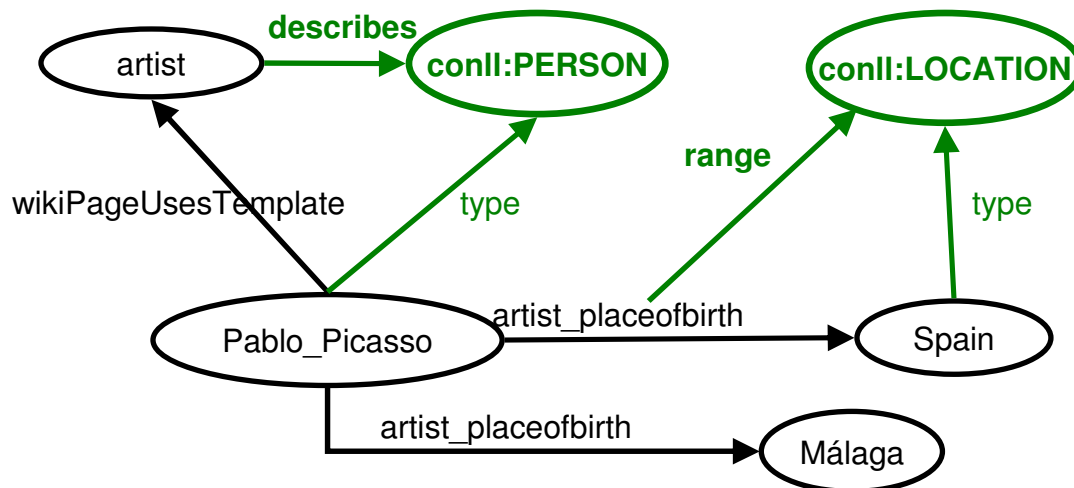 describes
artist
conll:PERSON
conll:LOCATION
range
wikiPageUsesTemplate
type
type
artist_placeofbirth
Pablo_Picasso
Spain
artist_placeofbirth
Málaga